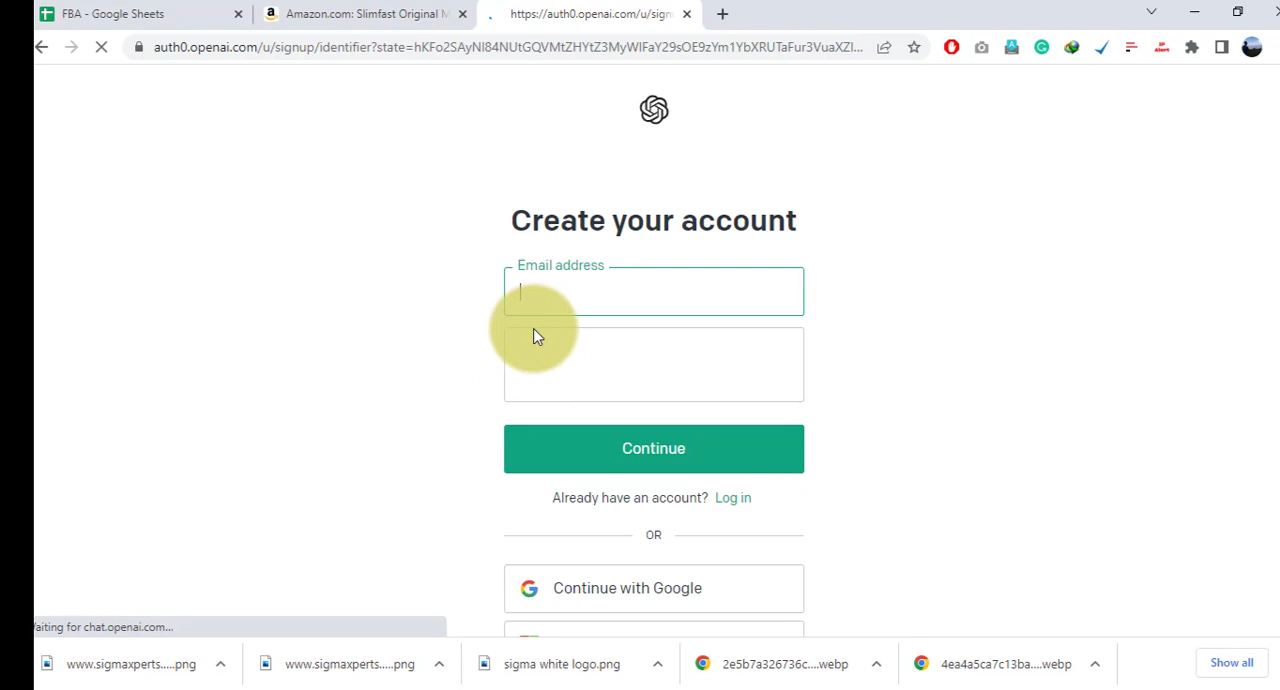 FBA - Google Sheets
Amazon.com: Slimfast Original M
https://auth0.openai.com/u/sign
auth0.openai.com/u/signup/identifier?state=hKFo2SAyNl84NUtGQVMtZHYtZ3MyWlFaY29sOE9zYm1YbXRUTaFur3VuaXZl...
Create your account
Email address
Continue
Already have an account? Log in
OR
Continue with Google
Waiting for chat.openai.com...
www.sigmaxperts.....png
www.sigmaxperts.....png
sigma white logo.png
2e5b7a326736c....webp
4ea4a5ca7c13ba....webp
Show all